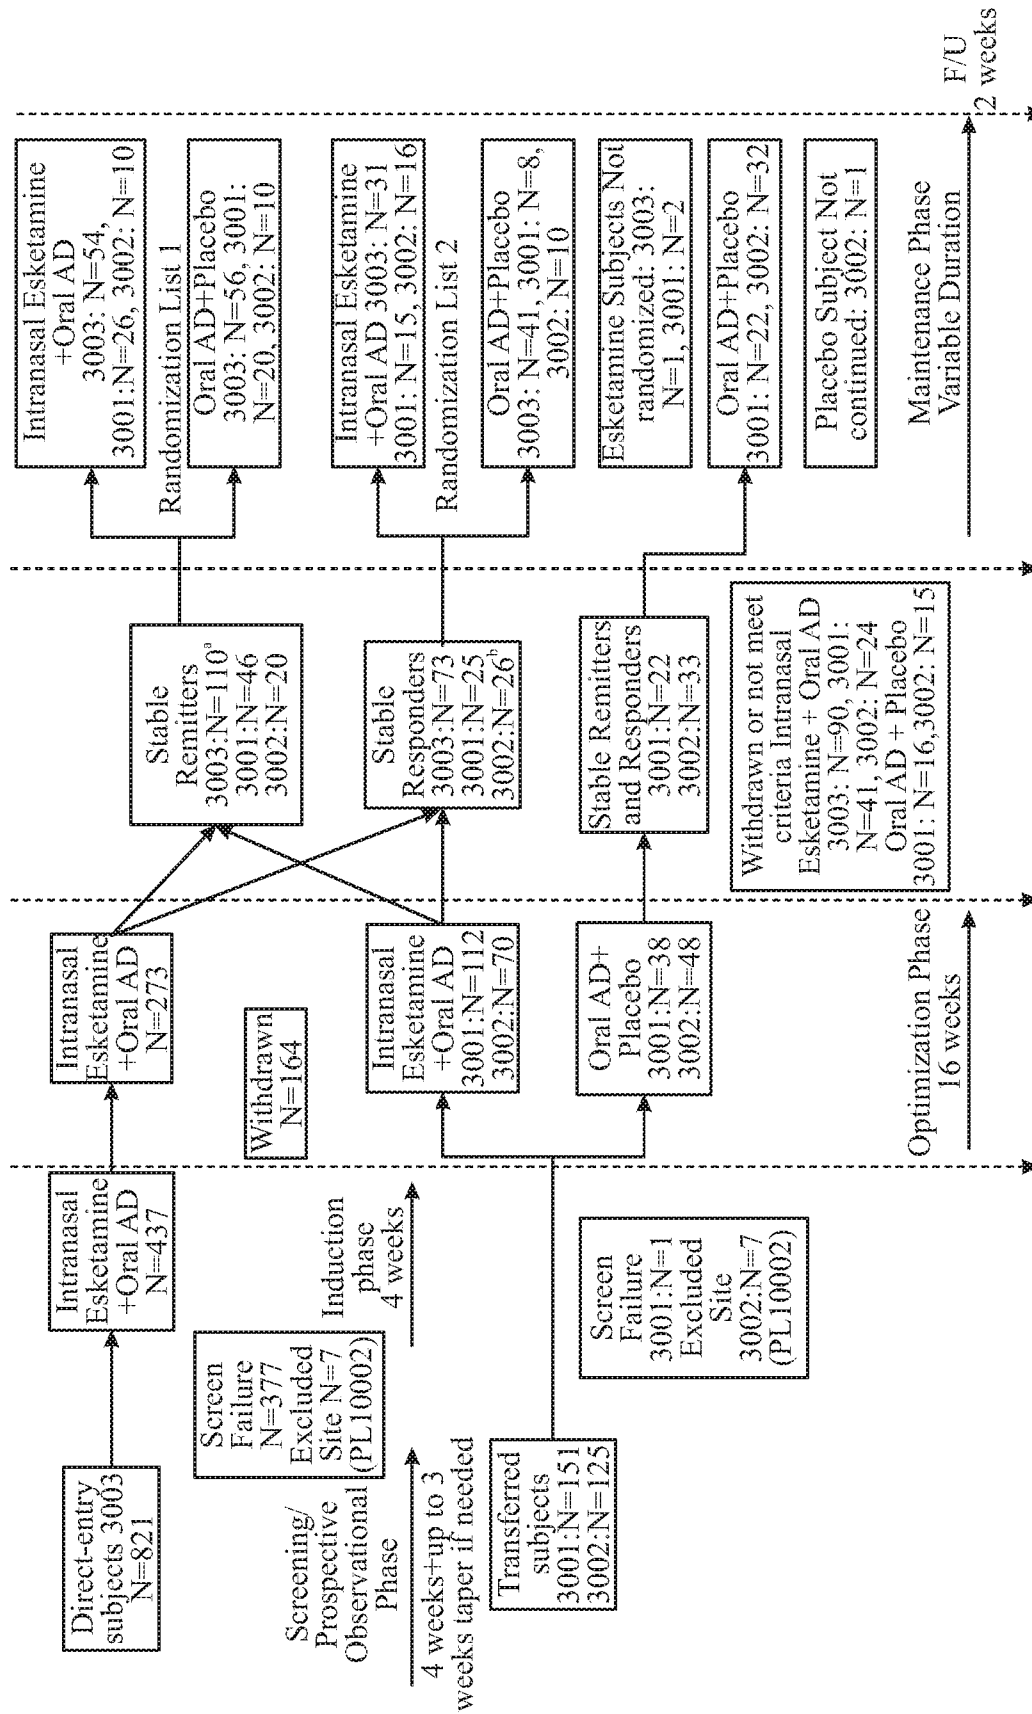 Direct-entry
subjects 3003
N=821
Screening/
Prospective
Observational
Phase
4 weeks+up to 3
weeks taper if needed
Transferred
subjects
3001:N=151
3002:N=125
Screen
Failure
N=377
Excluded
Site N=7
(PL10002)
Intranasal
Esketamine
+Oral AD
N=437
Induction
phase
4 weeks
Screen
Failure
3001:N=1
Excluded
Site
3002:N=7
(PL10002)
Intranasal
Esketamine
+Oral AD
N=273
Withdrawn
N=164
Intranasal
Esketamine
+Oral AD
3001:N=112
3002:N=70
Oral AD+
Placebo
3001:N=38
3002:N=48
Optimization Phase
16 weeks
Stable
Remitters
3003:N=110a
3001:N=46
3002:N=20
Stable
Responders
3003:N=73
3001:N=25
3002:N=26b
Stable Remitters
and Responders
3001:N=22
3002:N=33
Withdrawn or not meet
criteria Intranasal
Esketamine + Oral AD
3003: N=90, 3001:
N=41, 3002: N=24
Oral AD + Placebo
3001: N=16,3002: N=15
Intranasal Esketamine
+Oral AD
3003: N=54,
3001:N=26, 3002: N=10
Randomization List 1
Oral AD+Placebo
3003: N=56, 3001:
N=20, 3002: N=10
Intranasal Esketamine
+Oral AD 3003: N=31
3001: N=15, 3002: N=16
Randomization List 2
Oral AD+Placebo
3003: N=41, 3001: N=8,
3002: N=10
Esketamine Subjects Not
randomized: 3003:
N=1, 3001: N=2
Oral AD+Placebo
3001: N=22, 3002: N=32
Placebo Subject Not
continued: 3002: N=1
Maintenance Phase
Variable Duration
F/U
2 weeks